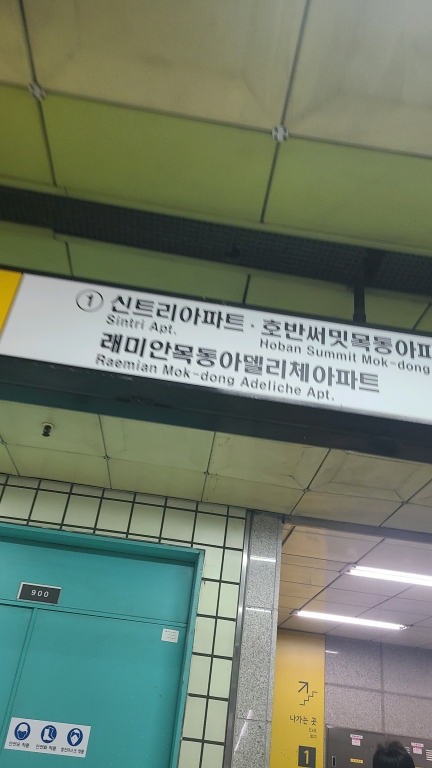 ① 신트리아파트 · 호반써밋목동아파
Sintri Apt. Hoban Summit Mok-dong
래미안목동아델리체아파트
Raemian Mok-dong Adeliche Apt.
900
나가는 곳
Exit
1